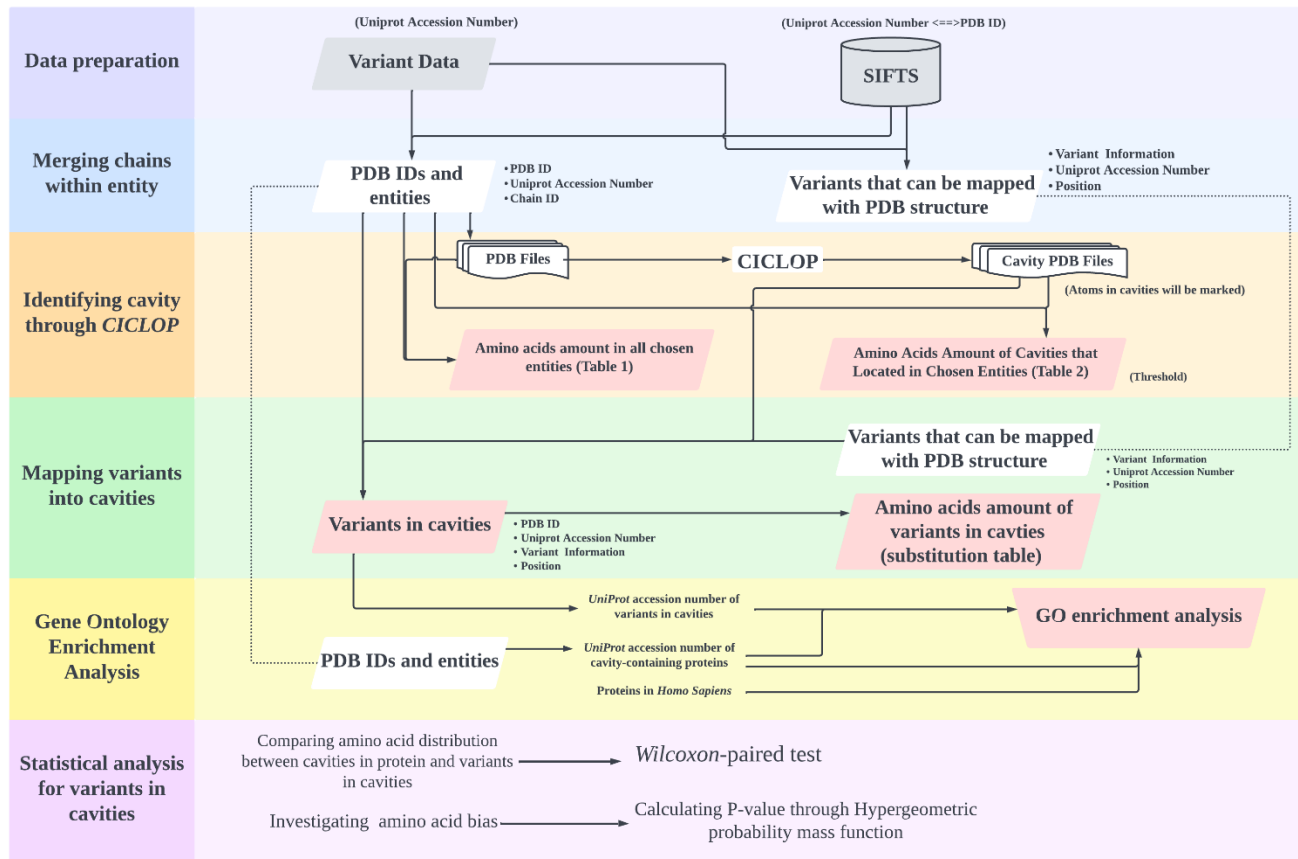 (Uniprot Accession Number)
(Uniprot Accession Number <==>PDB ID)
Data preparation
Variant Data
SIFTS
Merging chains
within entity
PDB IDs and
entities
• PDB ID
• Uniprot Accession Number
• Chain ID
Variants that can be mapped
with PDB structure
• Variant Information
• Uniprot Accession Number
• Position
Identifying cavity
through CICLOP
PDB Files
CICLOP
Cavity PDB Files
(Atoms in cavities will be marked)
Amino acids amount in all chosen
entities (Table 1)
Amino Acids Amount of Cavities that
Located in Chosen Entities (Table 2)
(Threshold)
Mapping variants
into cavities
Variants that can be mapped
with PDB structure
• Variant Information
• Uniprot Accession Number
• Position
Variants in cavities
• PDB ID
• Uniprot Accession Number
• Variant Information
• Position
Amino acids amount of
variants in cavties
(substitution table)
Gene Ontology
Enrichment
Analysis
UniProt accession number of
variants in cavities
GO enrichment analysis
PDB IDs and entities
UniProt accession number of
cavity-containing proteins
Proteins in Homo Sapiens
Statistical analysis
for variants in
cavities
Comparing amino acid distribution
between cavities in protein and variants
in cavities
Wilcoxon-paired test
Investigating amino acid bias
Calculating P-value through Hypergeometric
probability mass function